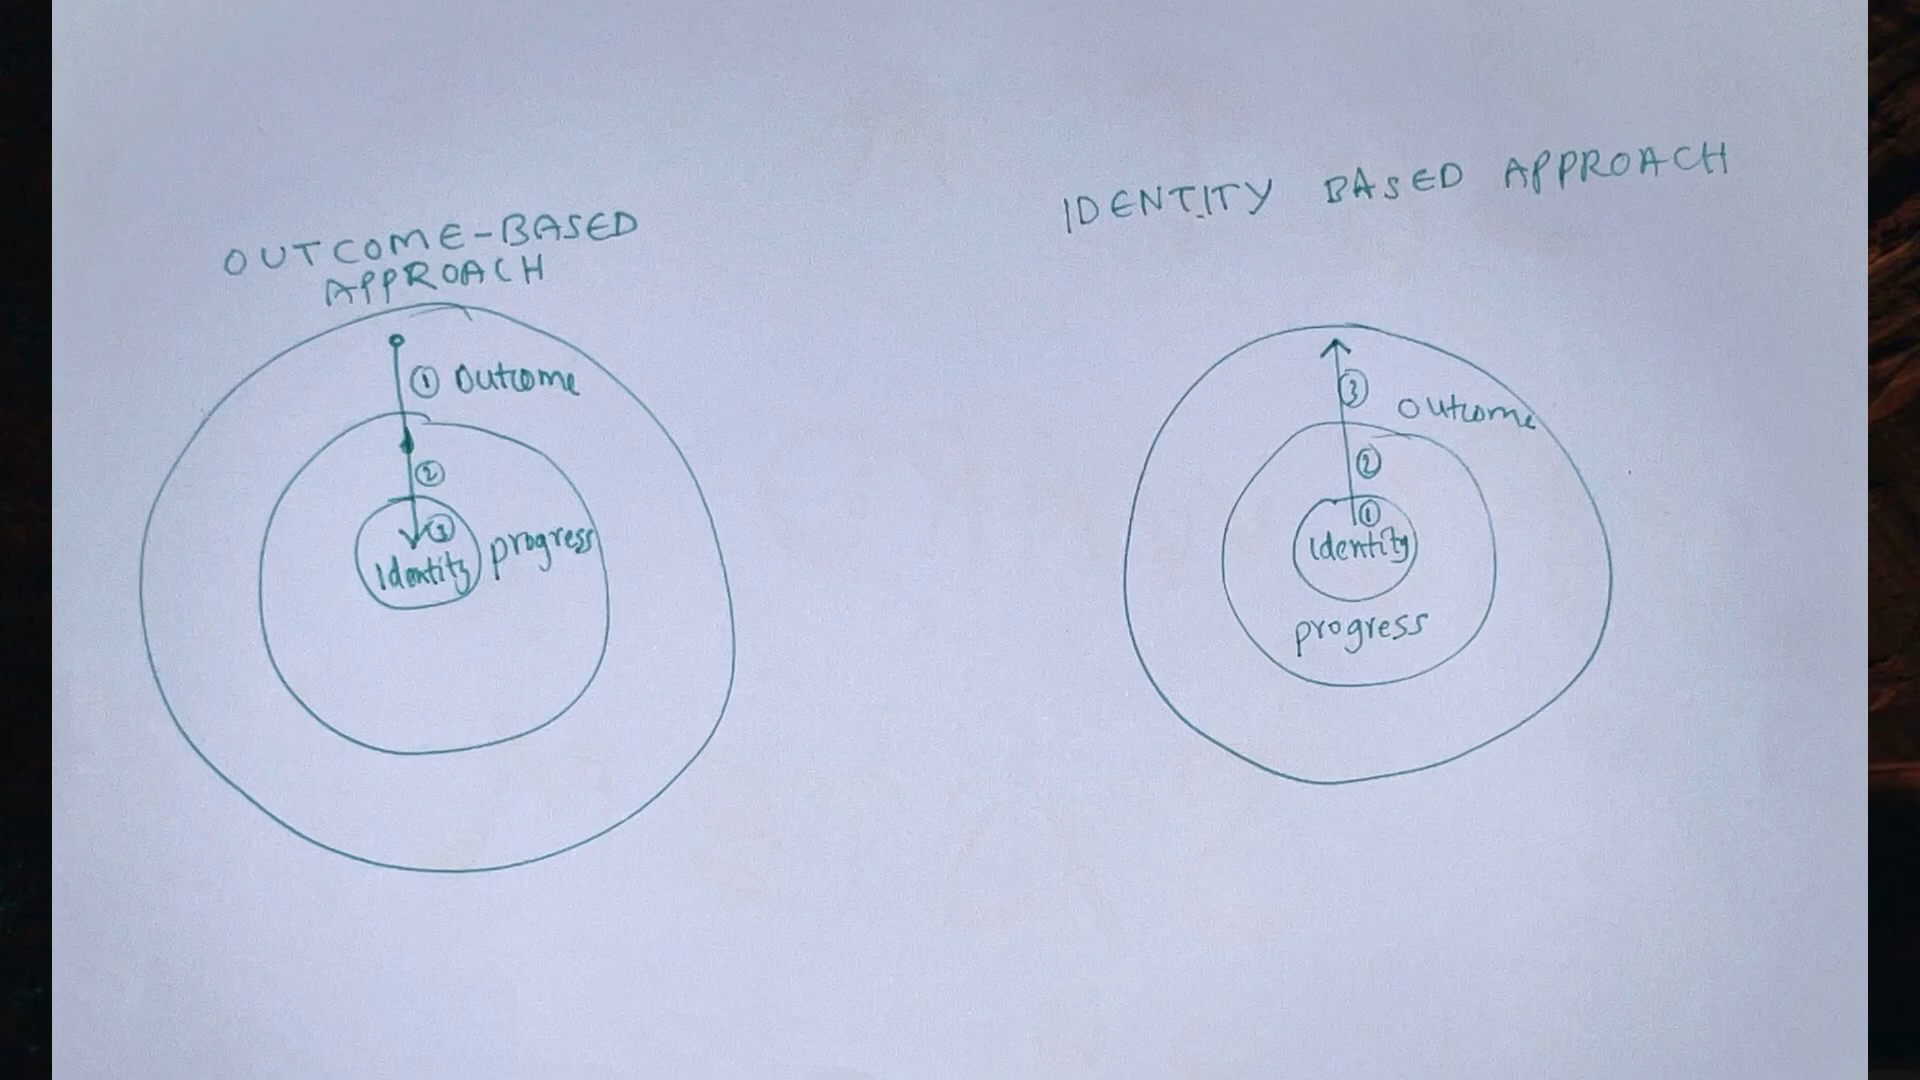 OUTCOME-BASED
APPROACH
① Outcome
②
③
Identity
progress
IDENTITY BASED APPROACH
③
Outcome
②
①
Identity
progress